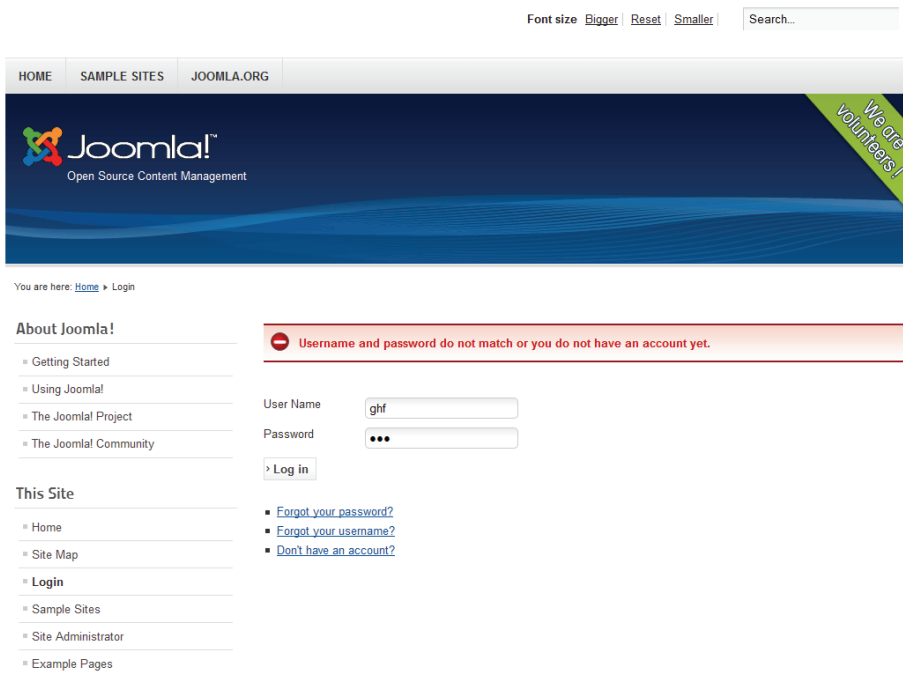 Font size Bigger Reset Smaller Search...
HOME SAMPLE SITES JOOMLA.ORG
We are
volunteers !
Joomla!™
Open Source Content Management
You are here: Home Login
About Joomla!
Getting Started
Using Joomla!
The Joomla! Project
The Joomla! Community
This Site
Home
Site Map
Login
Sample Sites
Site Administrator
Example Pages
Username and password do not match or you do not have an account yet.
User Name ghf
Password •••
Log in
Forgot your password?
Forgot your username?
Don't have an account?